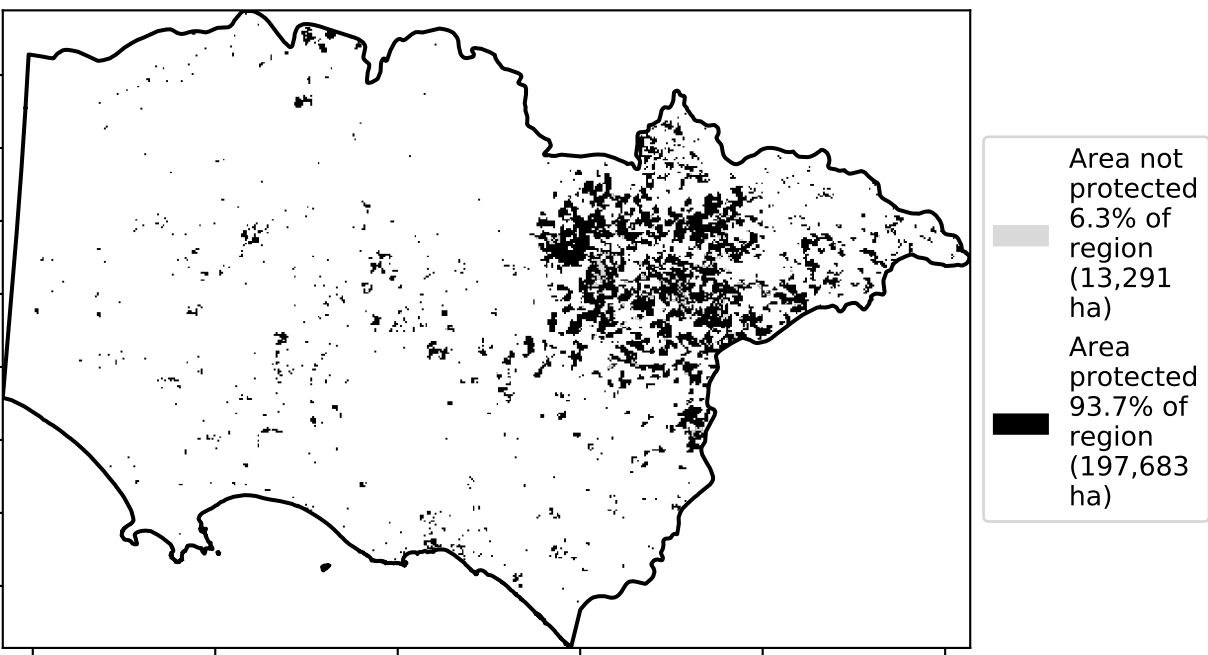 Area not
protected
6.3% of
region
(13,291
ha)
Area
protected
93.7% of
region
(197,683
ha)